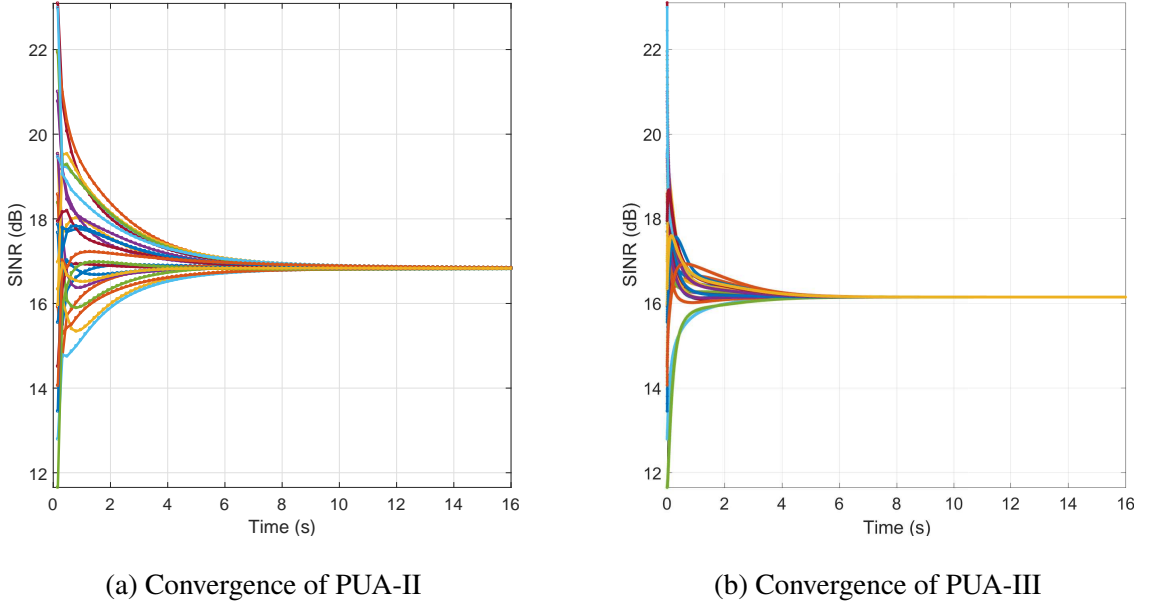 22
20
18
16
14
12
SINR (dB)
0 2 4 6 8 10 12 14 16
Time (s)
(a) Convergence of PUA-II
22
20
18
16
14
12
SINR (dB)
0 2 4 6 8 10 12 14 16
Time (s)
(b) Convergence of PUA-III